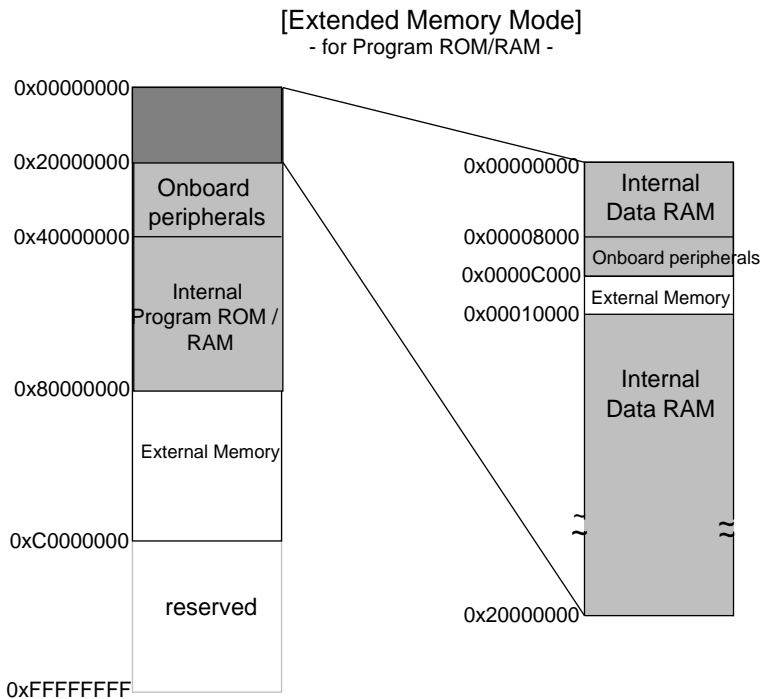 [Extended Memory Mode]
- for Program ROM/RAM -
0x00000000
0x20000000
Onboard
peripherals
0x40000000
Internal
Program ROM /
RAM
0x80000000
External Memory
0xC0000000
reserved
0xFFFFFFFF
0x00000000
Internal
Data RAM
0x00008000
Onboard peripherals
0x0000C000
External Memory
0x00010000
Internal
Data RAM
0x20000000